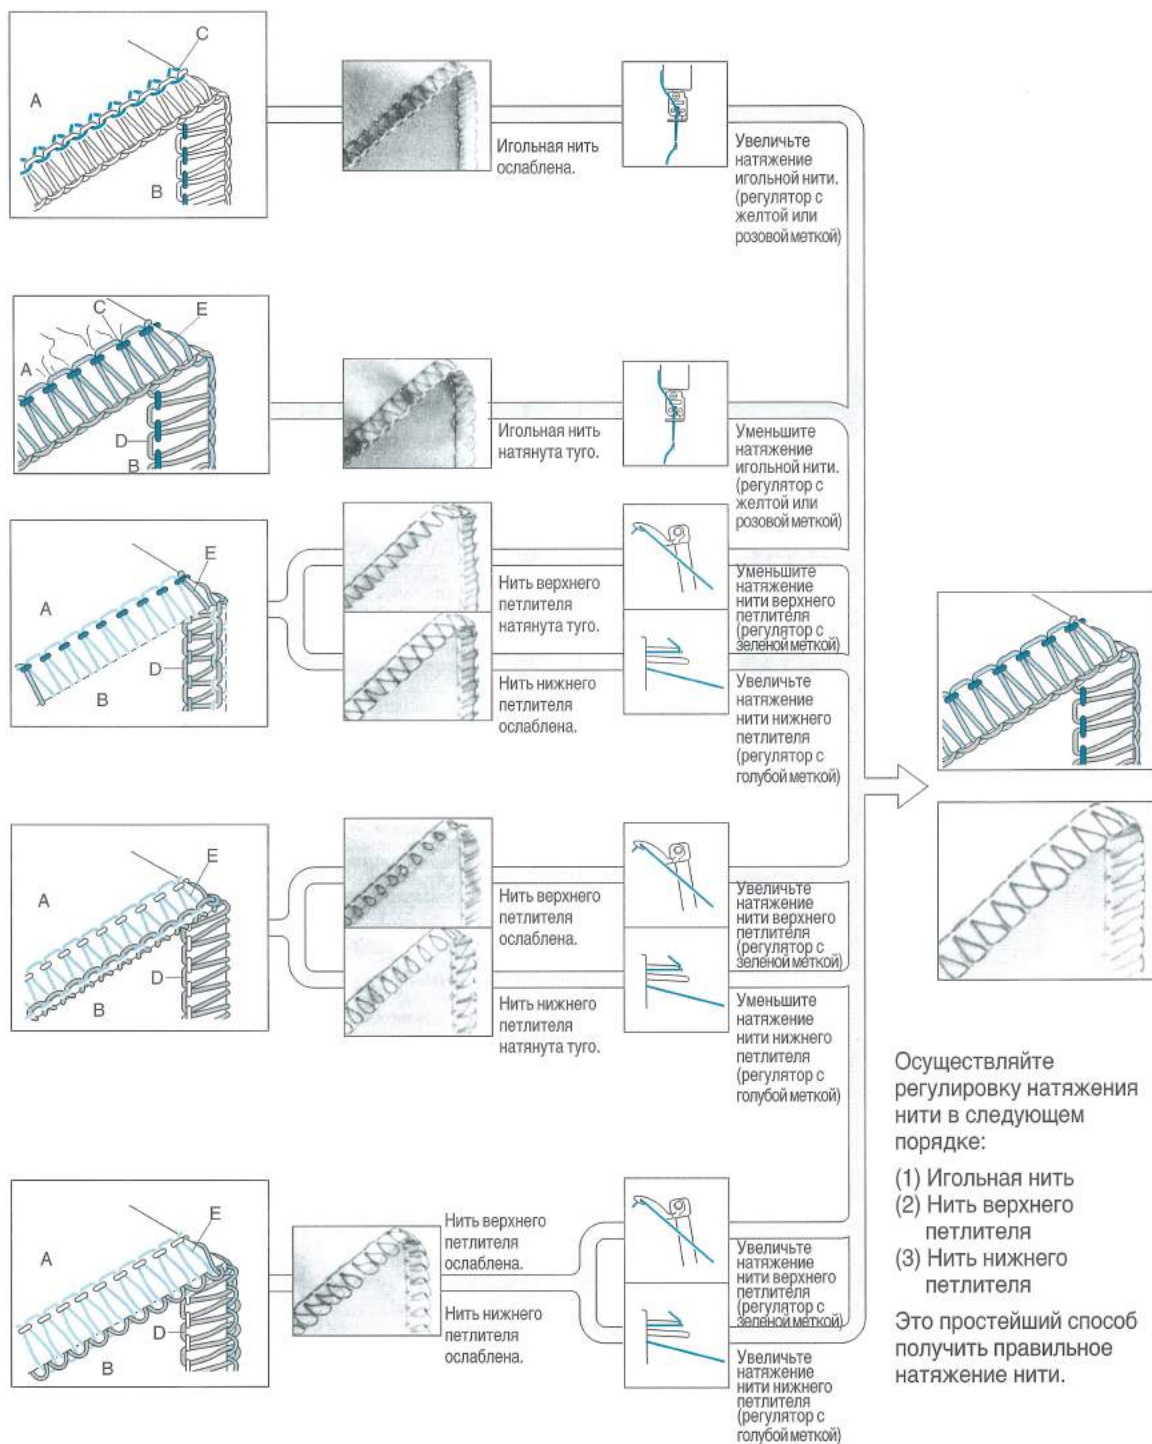 C
A
B
Игольная нить
ослаблена.
Увеличьте
натяжение
игольной нити.
(регулятор с
желтой или
розовой меткой)
C
E
A
D
B
Игольная нить
натянута туго.
Уменьшите
натяжение
игольной нити.
(регулятор с
желтой или
розовой меткой)
E
A
D
B
Нить верхнего
петлителя
натянута туго.
Уменьшите
натяжение
нити верхнего
петлителя
(регулятор с
зеленой меткой)
Нить нижнего
петлителя
ослаблена.
Увеличьте
натяжение
нити нижнего
петлителя
(регулятор с
голубой меткой)
E
A
D
B
Нить верхнего
петлителя
ослаблена.
Увеличьте
натяжение
нити верхнего
петлителя
(регулятор с
зеленой меткой)
Нить нижнего
петлителя
натянута туго.
Уменьшите
натяжение
нити нижнего
петлителя
(регулятор с
голубой меткой)
E
A
D
B
Нить верхнего
петлителя
ослаблена.
Увеличьте
натяжение
нити верхнего
петлителя
(регулятор с
зеленой меткой)
Нить нижнего
петлителя
ослаблена.
Увеличьте
натяжение
нити нижнего
петлителя
(регулятор с
голубой меткой)
Осуществляйте
регулировку натяжения
нити в следующем
порядке:
(1) Игольная нить
(2) Нить верхнего
петлителя
(3) Нить нижнего
петлителя
Это простейший способ
получить правильное
натяжение нити.